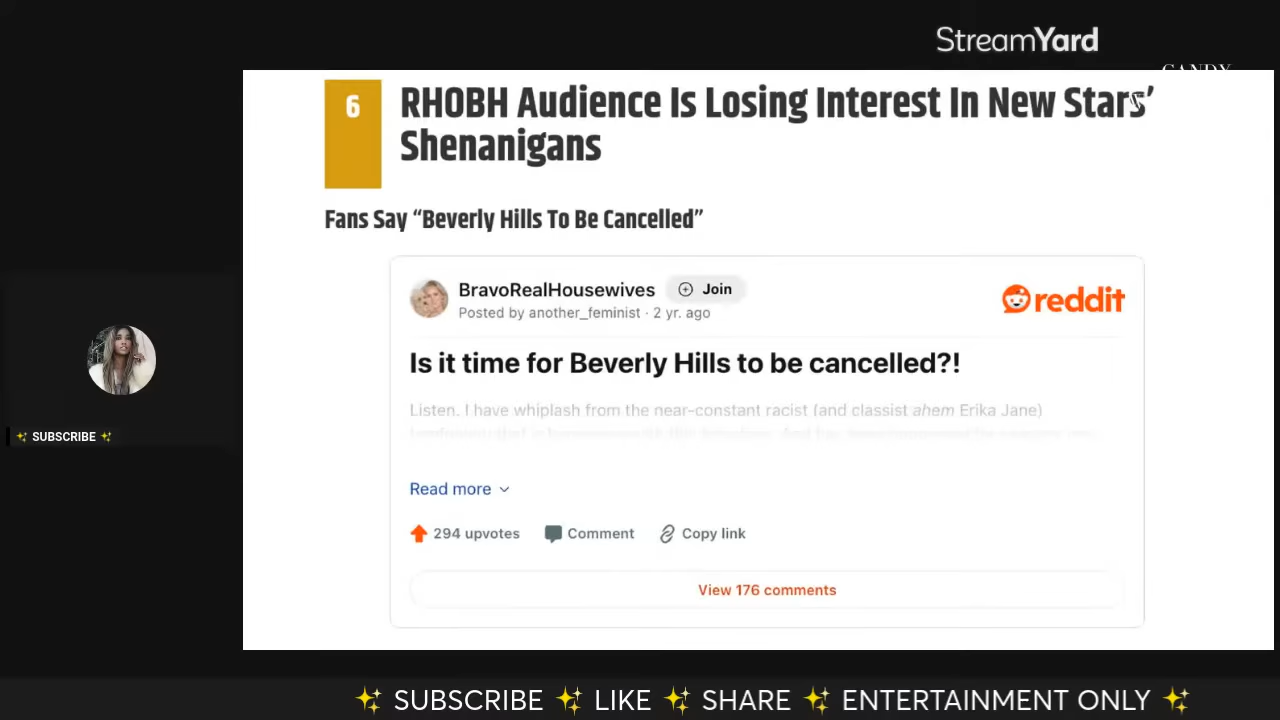 StreamYard
6
RHOBH Audience Is Losing Interest In New Stars'
Shenanigans
Fans Say “Beverly Hills To Be Cancelled”
BravoRealHousewives
Join
Posted by another_feminist · 2 yr. ago
reddit
Is it time for Beverly Hills to be cancelled?!
Listen. I have whiplash from the near-constant racist (and classist ahem Erika Jane)
Read more
294 upvotes
Comment
Copy link
View 176 comments
✨ SUBSCRIBE ✨
✨ SUBSCRIBE ✨ LIKE ✨ SHARE ✨ ENTERTAINMENT ONLY ✨